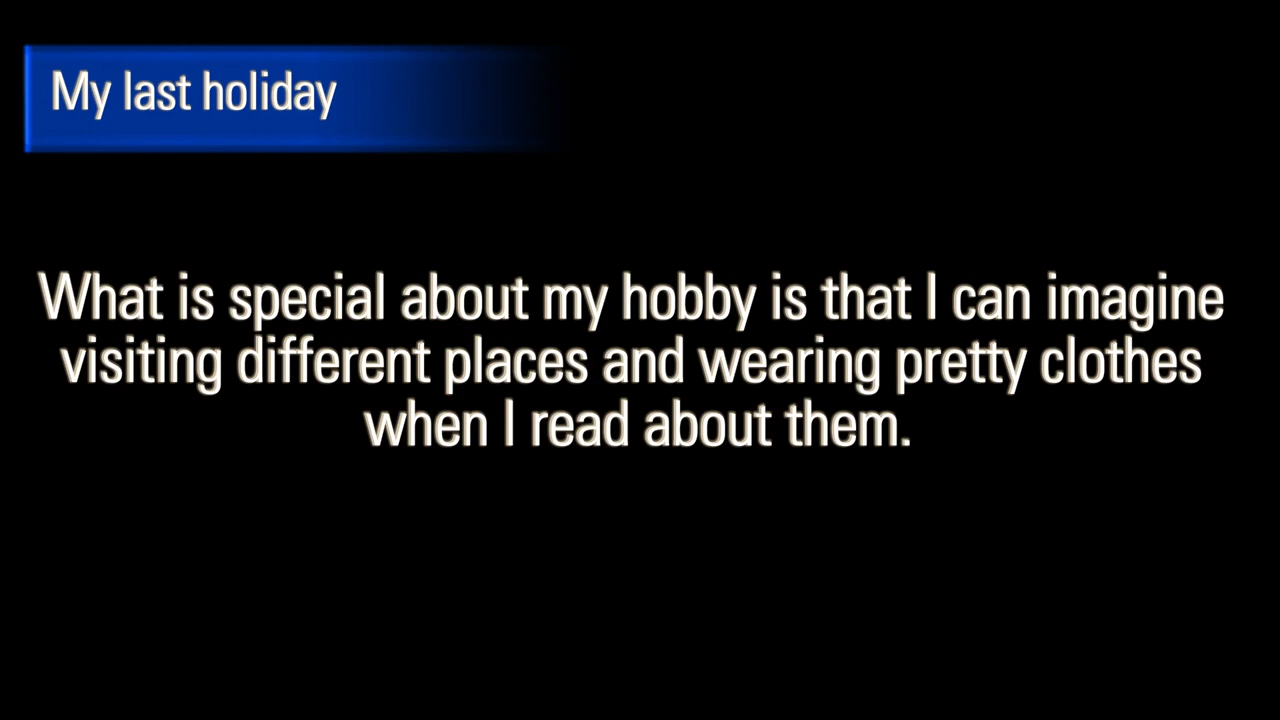 My last holiday
What is special about my hobby is that I can imagine
visiting different places and wearing pretty clothes
when I read about them.